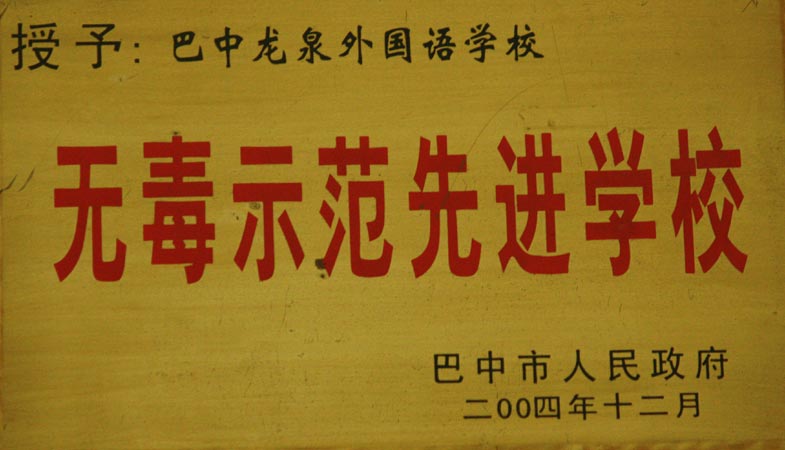 授予：巴中龙泉外国语学校
无毒示范先进学校
巴中市人民政府
二00四年十二月